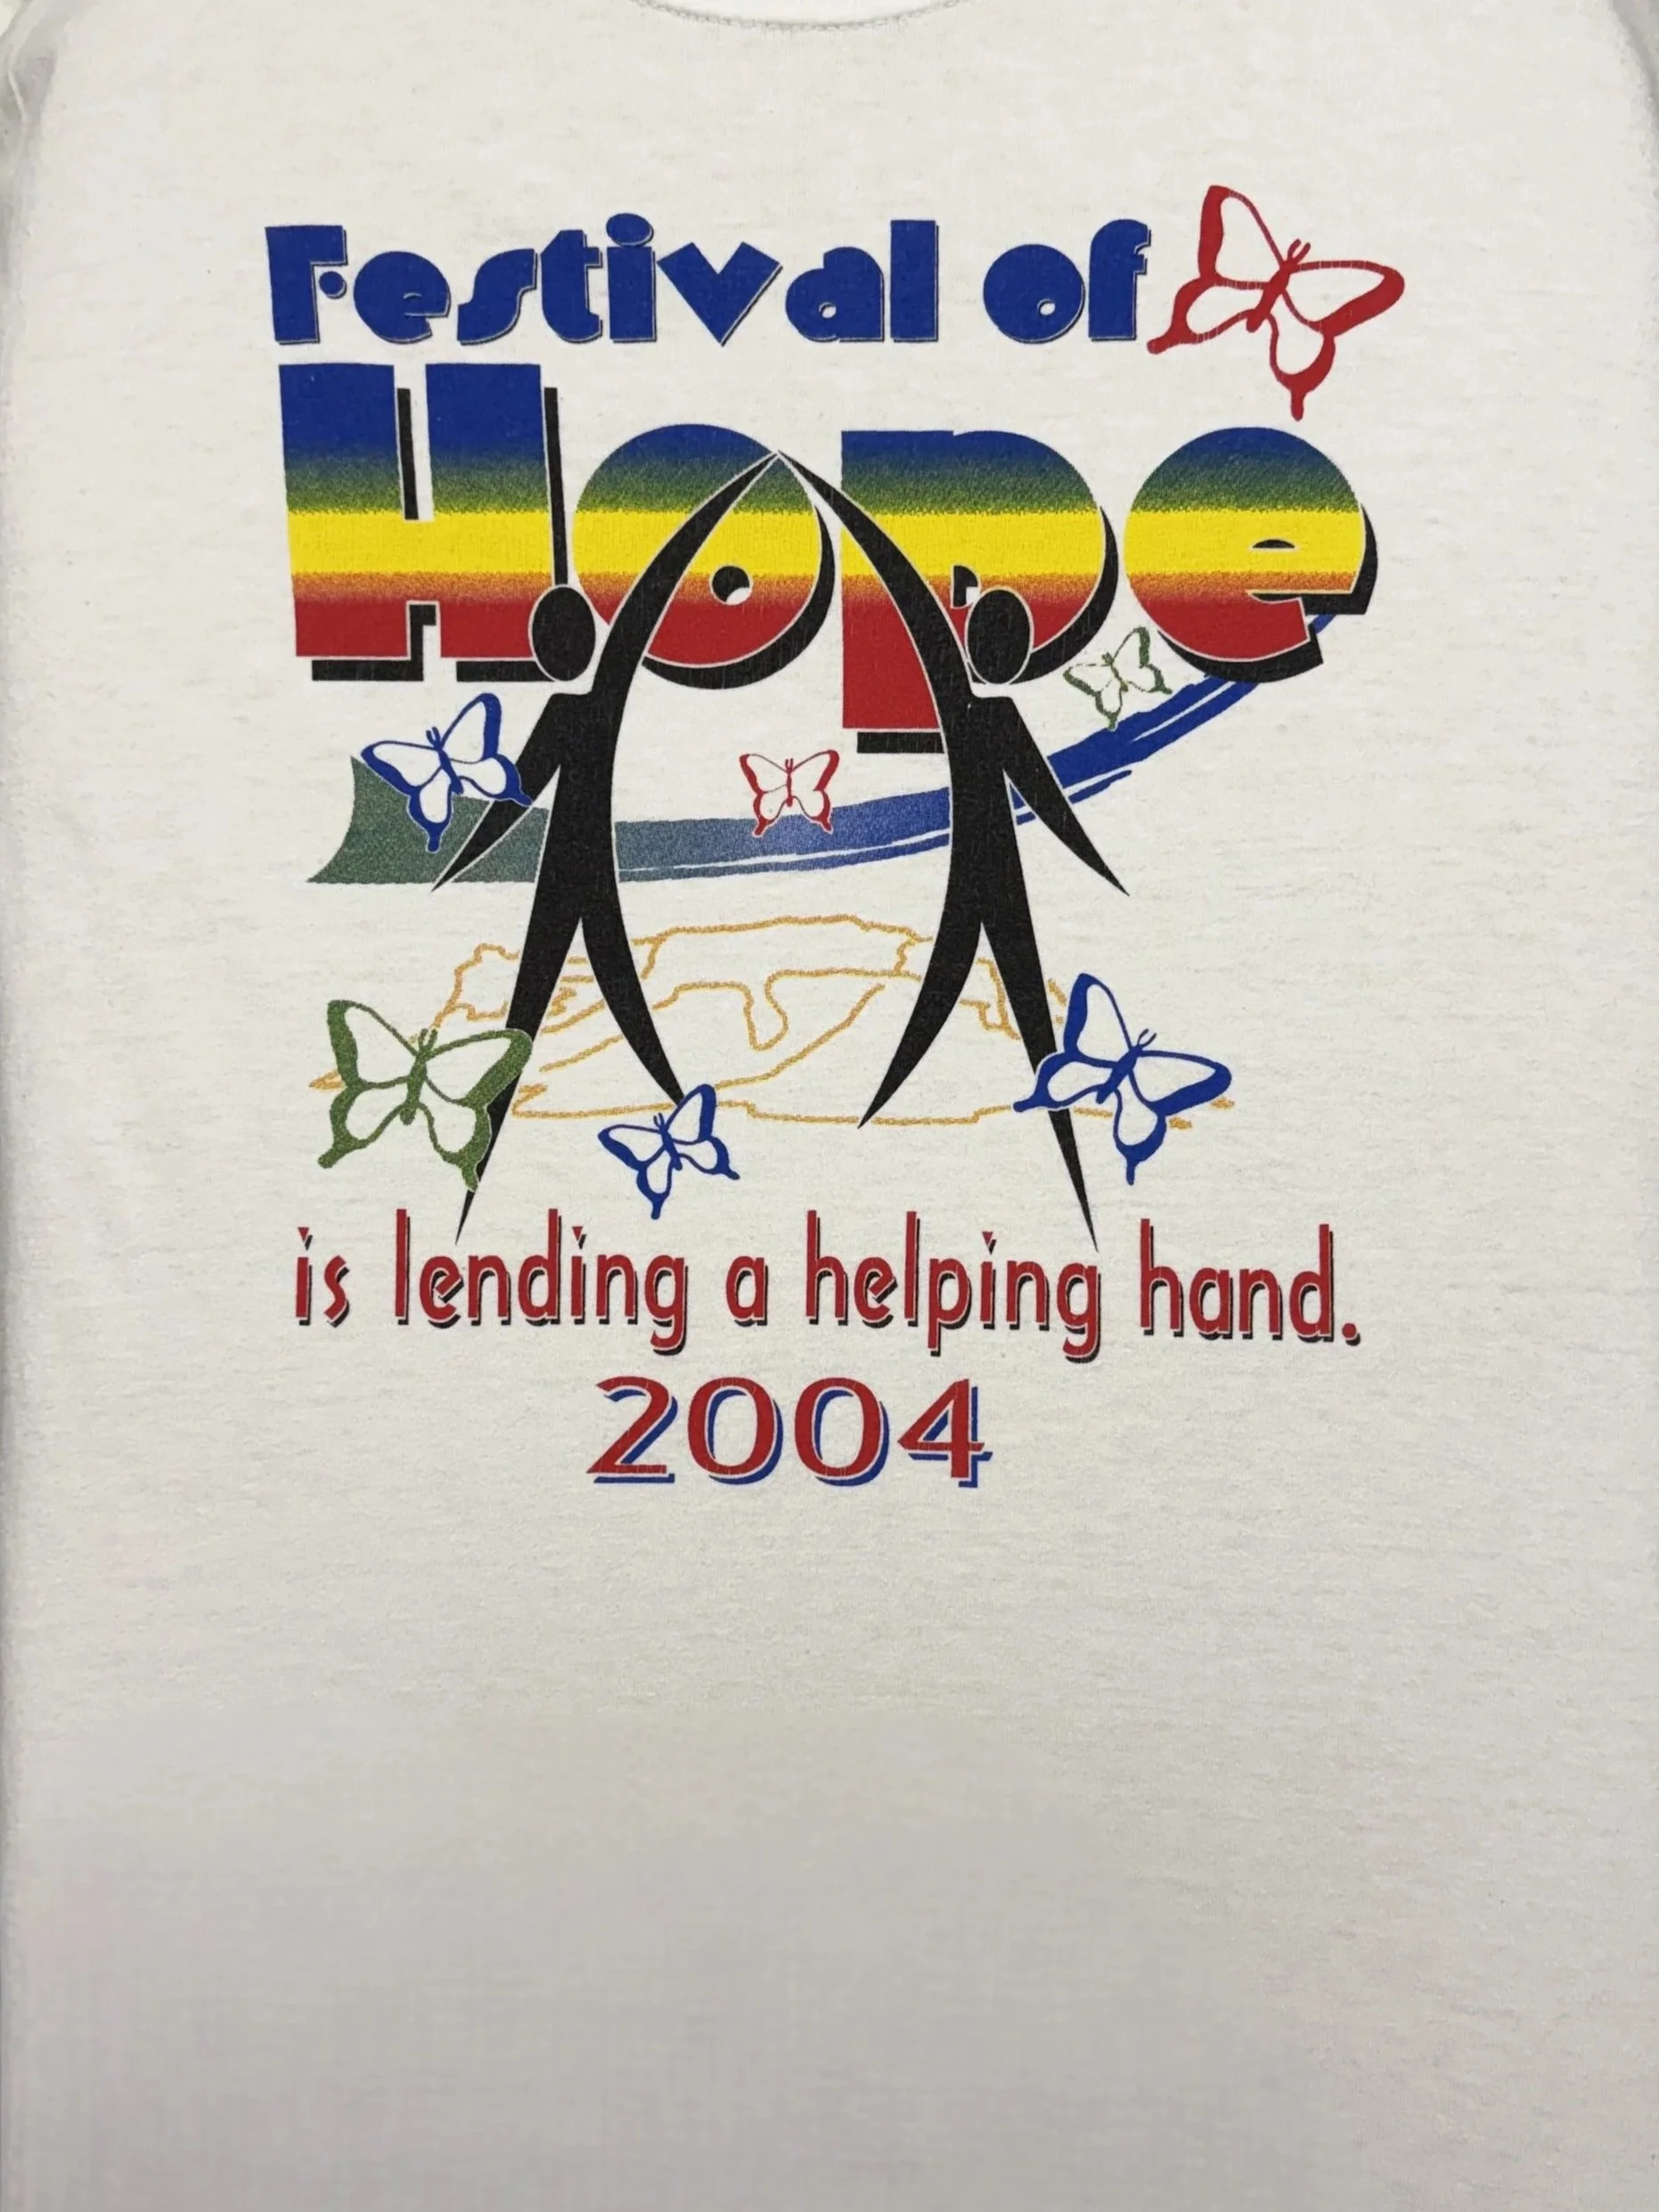 Festival of
Hope
is lending a helping hand.
2004